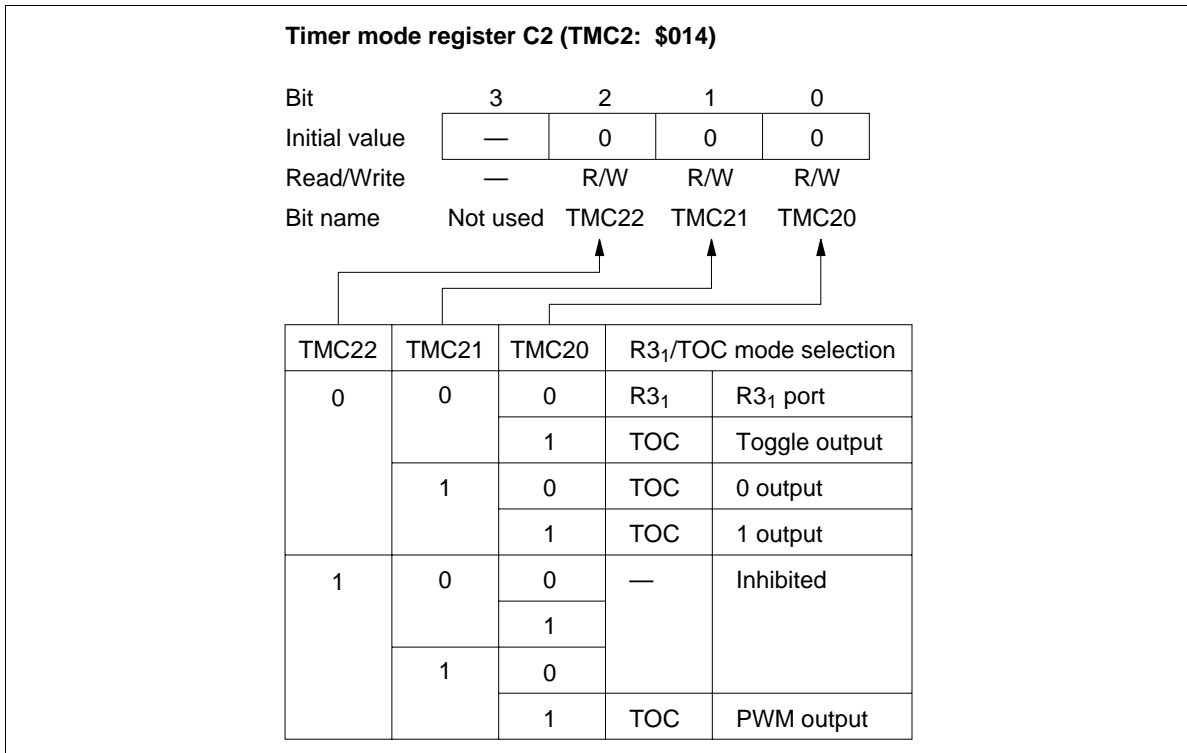 Timer mode register C2 (TMC2: $014)
Bit 3 2 1 0
Initial value — 0 0 0
Read/Write — R/W R/W R/W
Bit name Not used TMC22 TMC21 TMC20
TMC22 TMC21 TMC20 R3₁/TOC mode selection
0 0 0 R3₁ R3₁ port
1 TOC Toggle output
1 0 TOC 0 output
1 TOC 1 output
1 0 0 — Inhibited
1
1 0
1 TOC PWM output